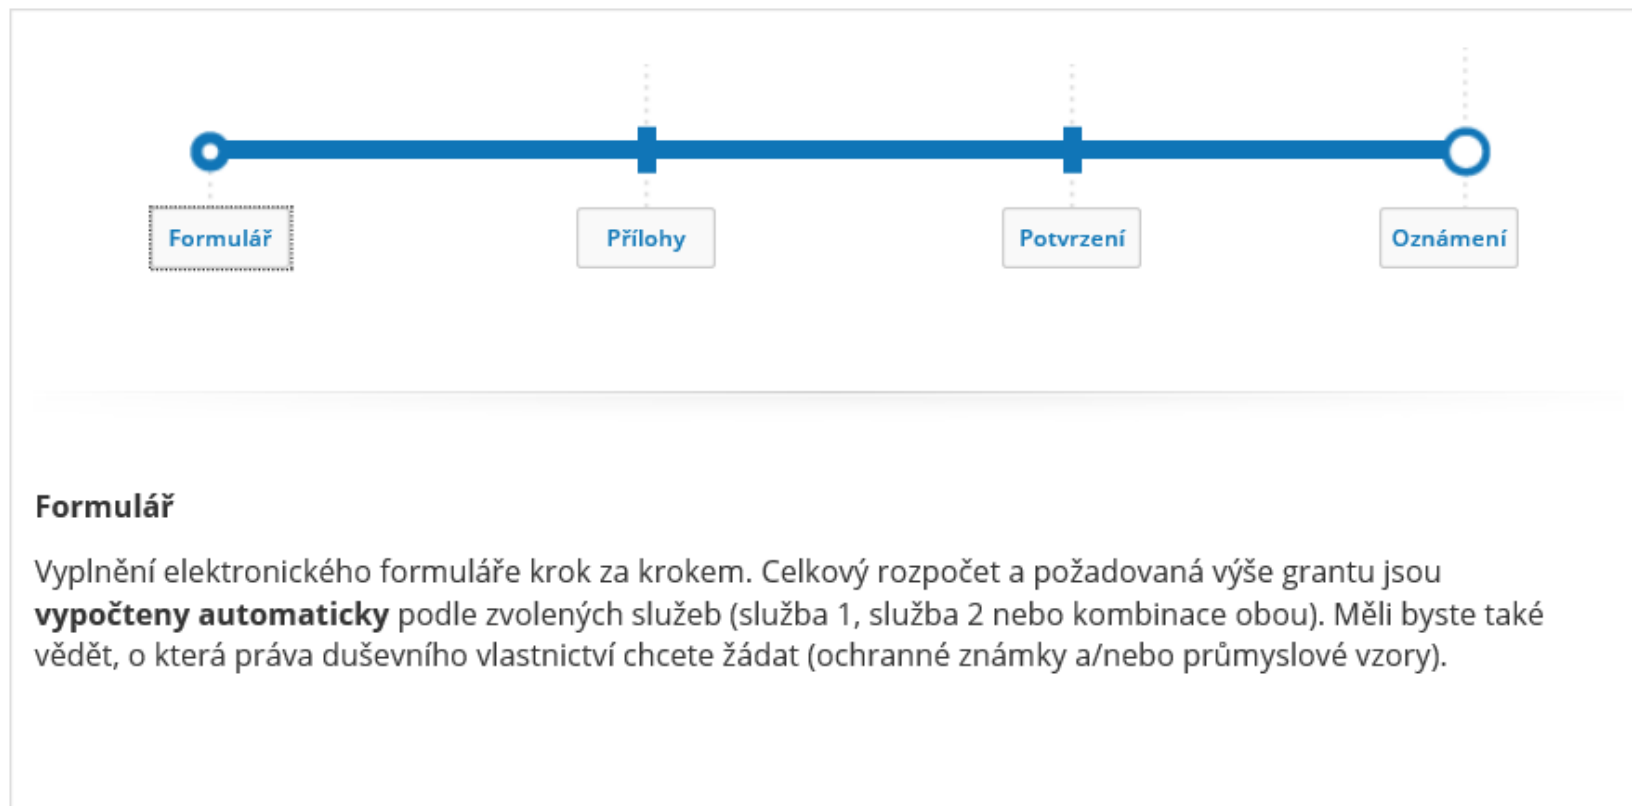 Formulář
Přílohy
Potvrzení
Oznámení
Formulář
Vyplnění elektronického formuláře krok za krokem. Celkový rozpočet a požadovaná výše grantu jsou
vypočteny automaticky podle zvolených služeb (služba 1, služba 2 nebo kombinace obou). Měli byste také
vědět, o která práva duševního vlastnictví chcete žádat (ochranné známky a/nebo průmyslové vzory).